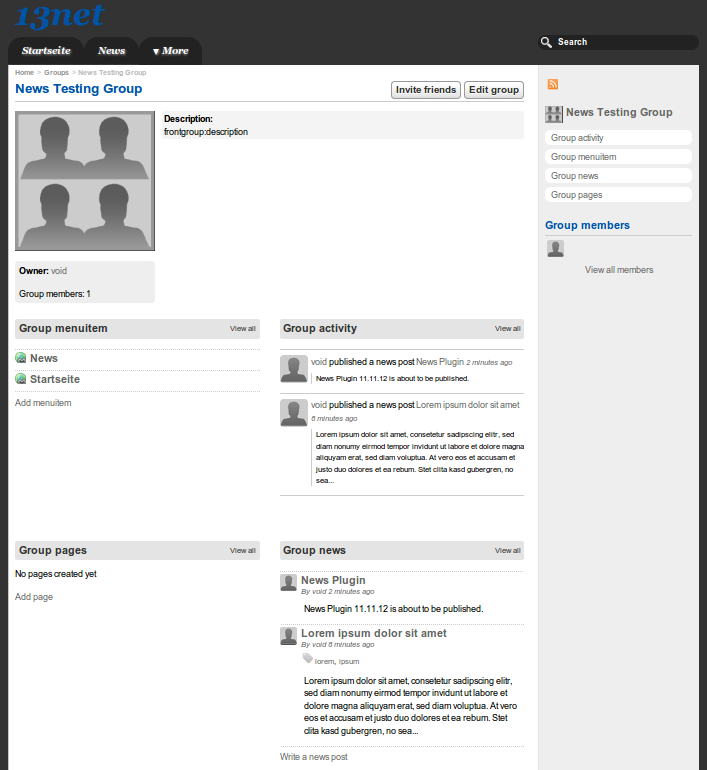 13net
Startseite
News
▼ More
Search
Home > Groups > News Testing Group
News Testing Group
Invite friends
Edit group
Description:
frontgroup:description
Owner: void
Group members: 1
Group menuitem
View all
News
Startseite
Add menuitem
Group activity
View all
void published a news post News Plugin 2 minutes ago
News Plugin 11.11.12 is about to be published.
void published a news post Lorem ipsum dolor sit amet
6 minutes ago
Lorem ipsum dolor sit amet, consetetur sadipscing elitr, sed
diam nonumy eirmod tempor invidunt ut labore et dolore magna
aliquyam erat, sed diam voluptua. At vero eos et accusam et
justo duo dolores et ea rebum. Stet clita kasd gubergren, no
sea...
Group pages
View all
No pages created yet
Add page
Group news
View all
News Plugin
By void 2 minutes ago
News Plugin 11.11.12 is about to be published.
Lorem ipsum dolor sit amet
By void 6 minutes ago
lorem, ipsum
Lorem ipsum dolor sit amet, consetetur sadipscing elitr,
sed diam nonumy eirmod tempor invidunt ut labore et
dolore magna aliquyam erat, sed diam voluptua. At vero
eos et accusam et justo duo dolores et ea rebum. Stet
clita kasd gubergren, no sea...
Write a news post
News Testing Group
Group activity
Group menuitem
Group news
Group pages
Group members
View all members